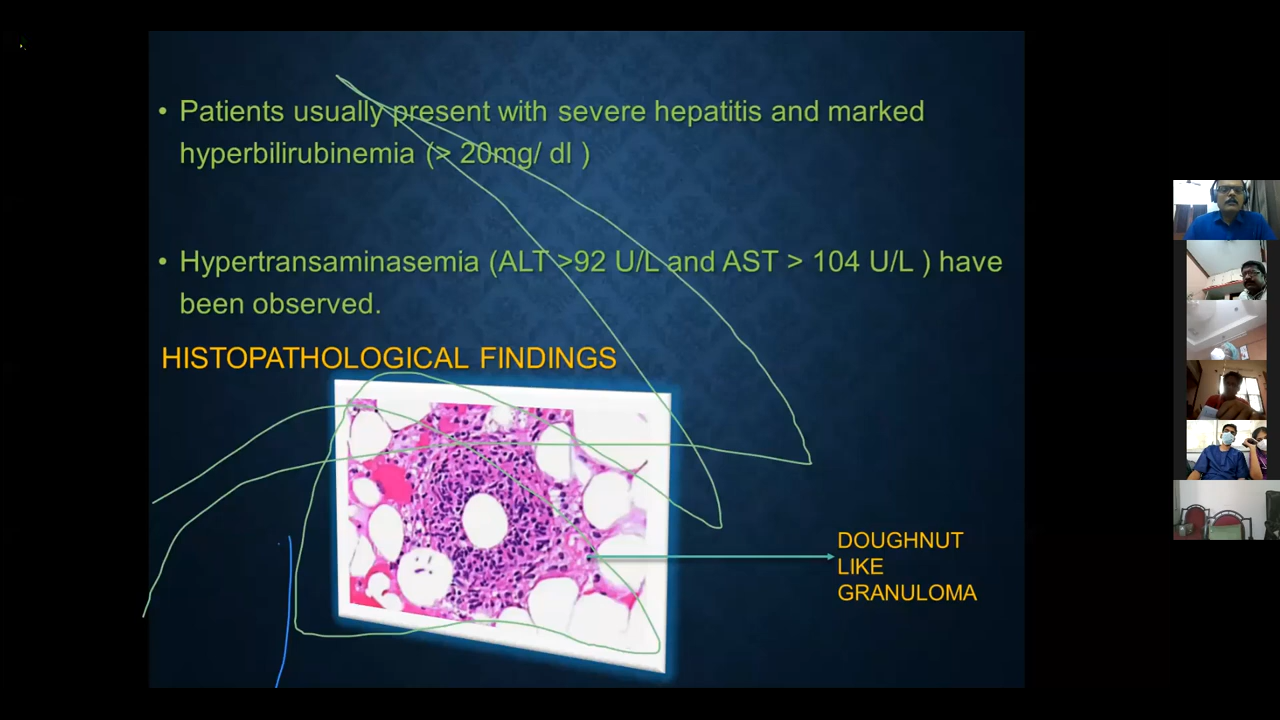 • Patients usually present with severe hepatitis and marked
hyperbilirubinemia (> 20mg/ dl )
• Hypertransaminasemia (ALT >92 U/L and AST > 104 U/L ) have
been observed.
HISTOPATHOLOGICAL FINDINGS
DOUGHNUT
LIKE
GRANULOMA